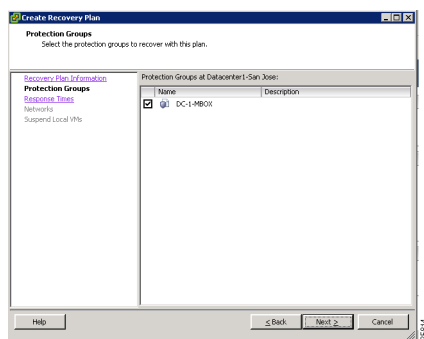 Create Recovery Plan
Protection Groups
Select the protection groups to recover with this plan.
Recovery Plan Information
Protection Groups
Response Times
Networks
Suspend Local VMs
Protection Groups at Datacenter1-San Jose:
Name Description
DC-1-MBOX
Help < Back Next > Cancel